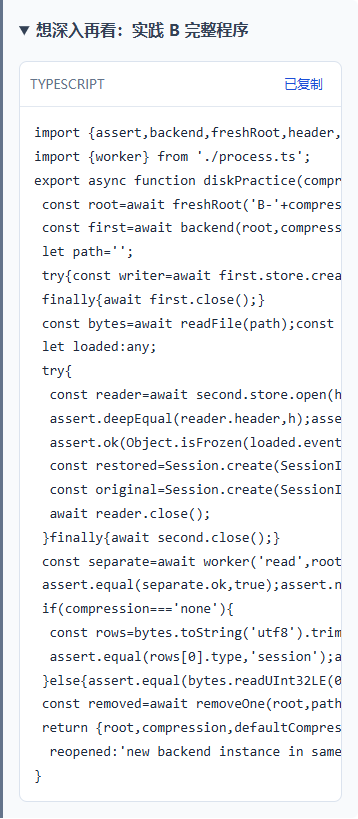 ▼ 想深入再看：实践 B 完整程序
TYPESCRIPT 已复制
import {assert,backend,freshRoot,header,
import {worker} from './process.ts';
export async function diskPractice(compr
const root=await freshRoot('B-'+compres
const first=await backend(root,compress
let path='';
try{const writer=await first.store.crea
finally{await first.close();}
const bytes=await readFile(path);const
let loaded:any;
try{
const reader=await second.store.open(h
assert.deepEqual(reader.header,h);asse
assert.ok(Object.isFrozen(loaded.event
const restored=Session.create(SessionI
const original=Session.create(SessionI
await reader.close();
}finally{await second.close();}
const separate=await worker('read',root
assert.equal(separate.ok,true);assert.n
if(compression==='none'){
const rows=bytes.toString('utf8').trim
assert.equal(rows[0].type,'session');a
}else{assert.equal(bytes.readUInt32LE(0
const removed=await removeOne(root,path
return {root,compression,defaultCompres
reopened:'new backend instance in same
}